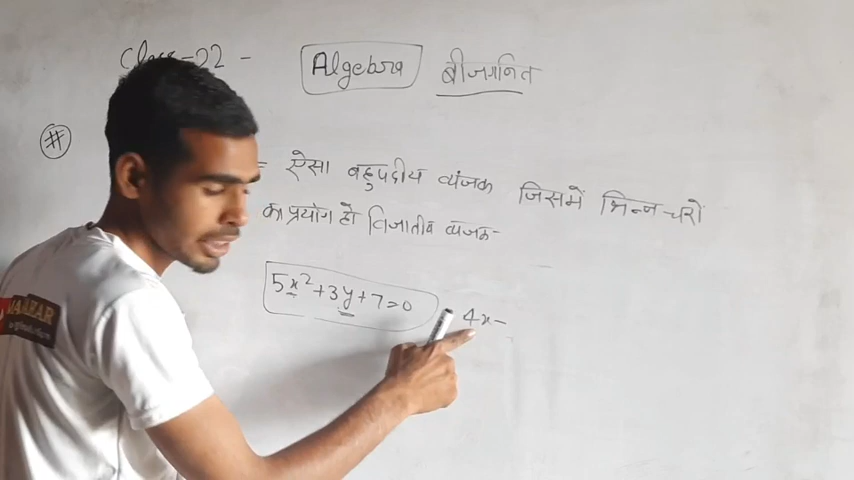 Class-22 - Algebra बीजगणित
# = ऐसा बहुपदीय व्यंजक जिसमें भिन्न चरों
का प्रयोग हो विजातीय व्यंजक-
5x²+3y+7=0 4x-